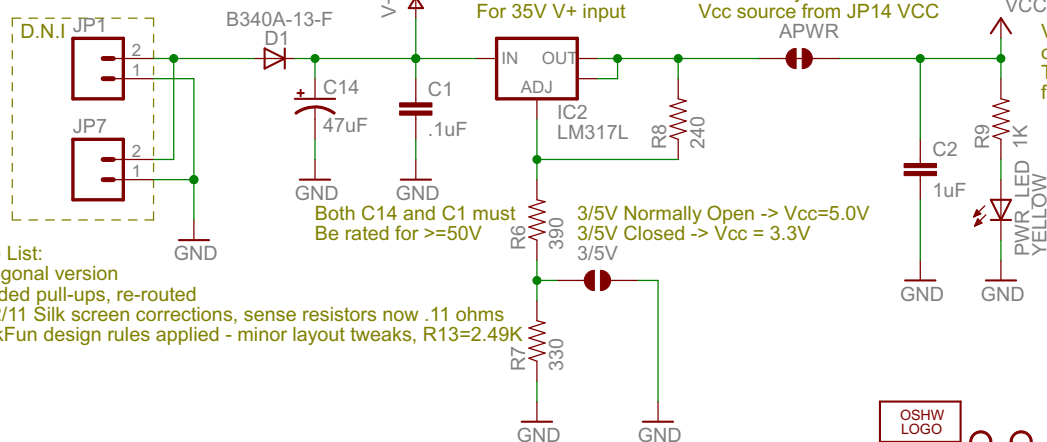 For 35V V+ input
Vcc source from JP14 VCC
VCC
V-
B340A-13-F
D1
APWR
D.N.I
JP1
2
1
IN
OUT
ADJ
IC2
LM317L
C14
47uF
C1
.1uF
R8
240
R9
1K
JP7
2
1
C2
1uF
PWR_LED
YELLOW
GND
GND
Both C14 and C1 must
Be rated for >=50V
R6
390
3/5V Normally Open -> Vcc=5.0V
3/5V Closed -> Vcc = 3.3V
3/5V
GND
List:
gonal version
ded pull-ups, re-routed
/11 Silk screen corrections, sense resistors now .11 ohms
kFun design rules applied - minor layout tweaks, R13=2.49K
GND
GND
R7
330
GND
GND
OSHW
LOGO